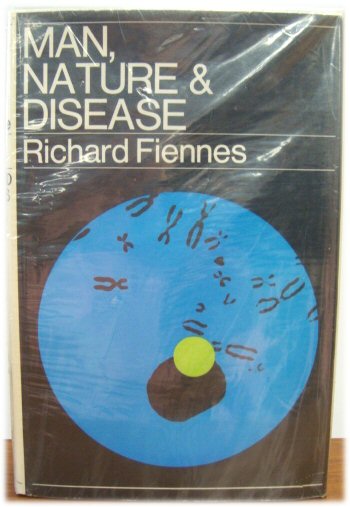 MAN,
NATURE &
DISEASE
Richard Fiennes